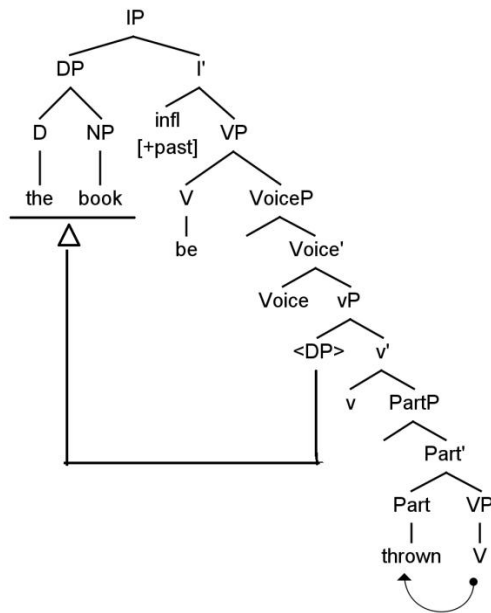 IP
DP I'
D NP infl VP
[+past]
the book V VoiceP
be Voice'
Voice vP
<DP> v'
v PartP
Part'
Part VP
thrown V